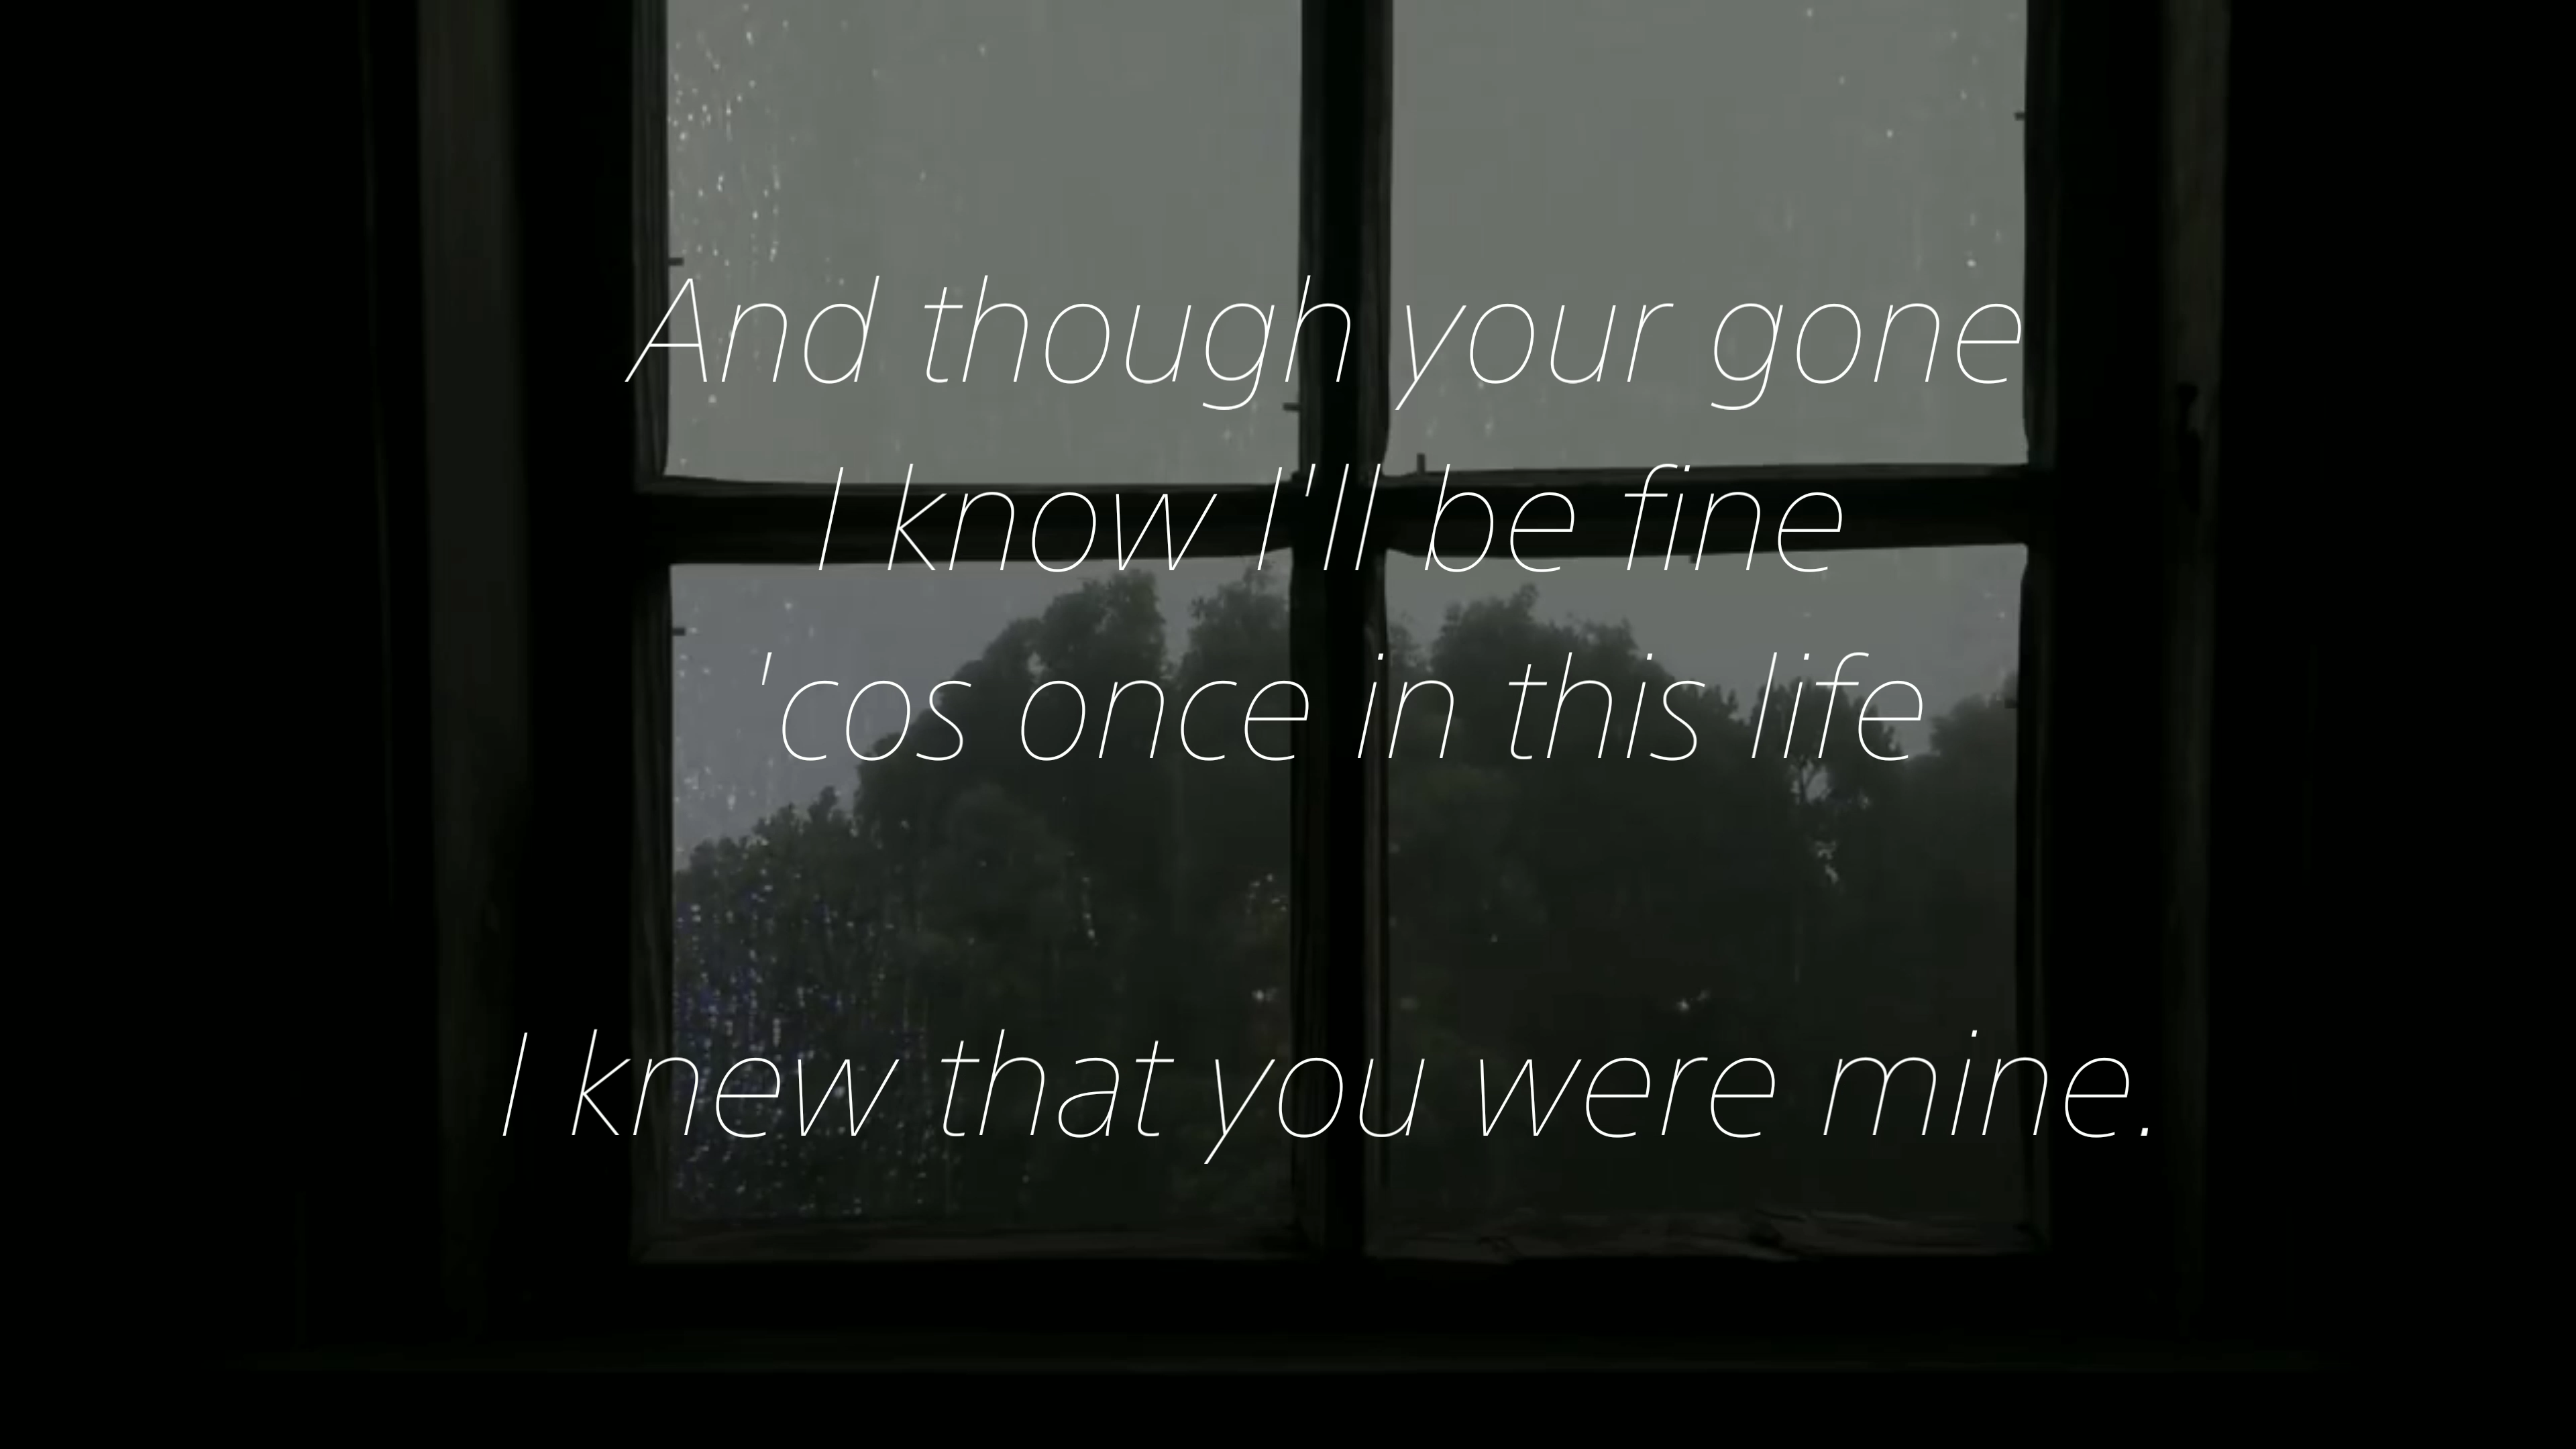 And though your gone
I know I'll be fine
'cos once in this life
I knew that you were mine.